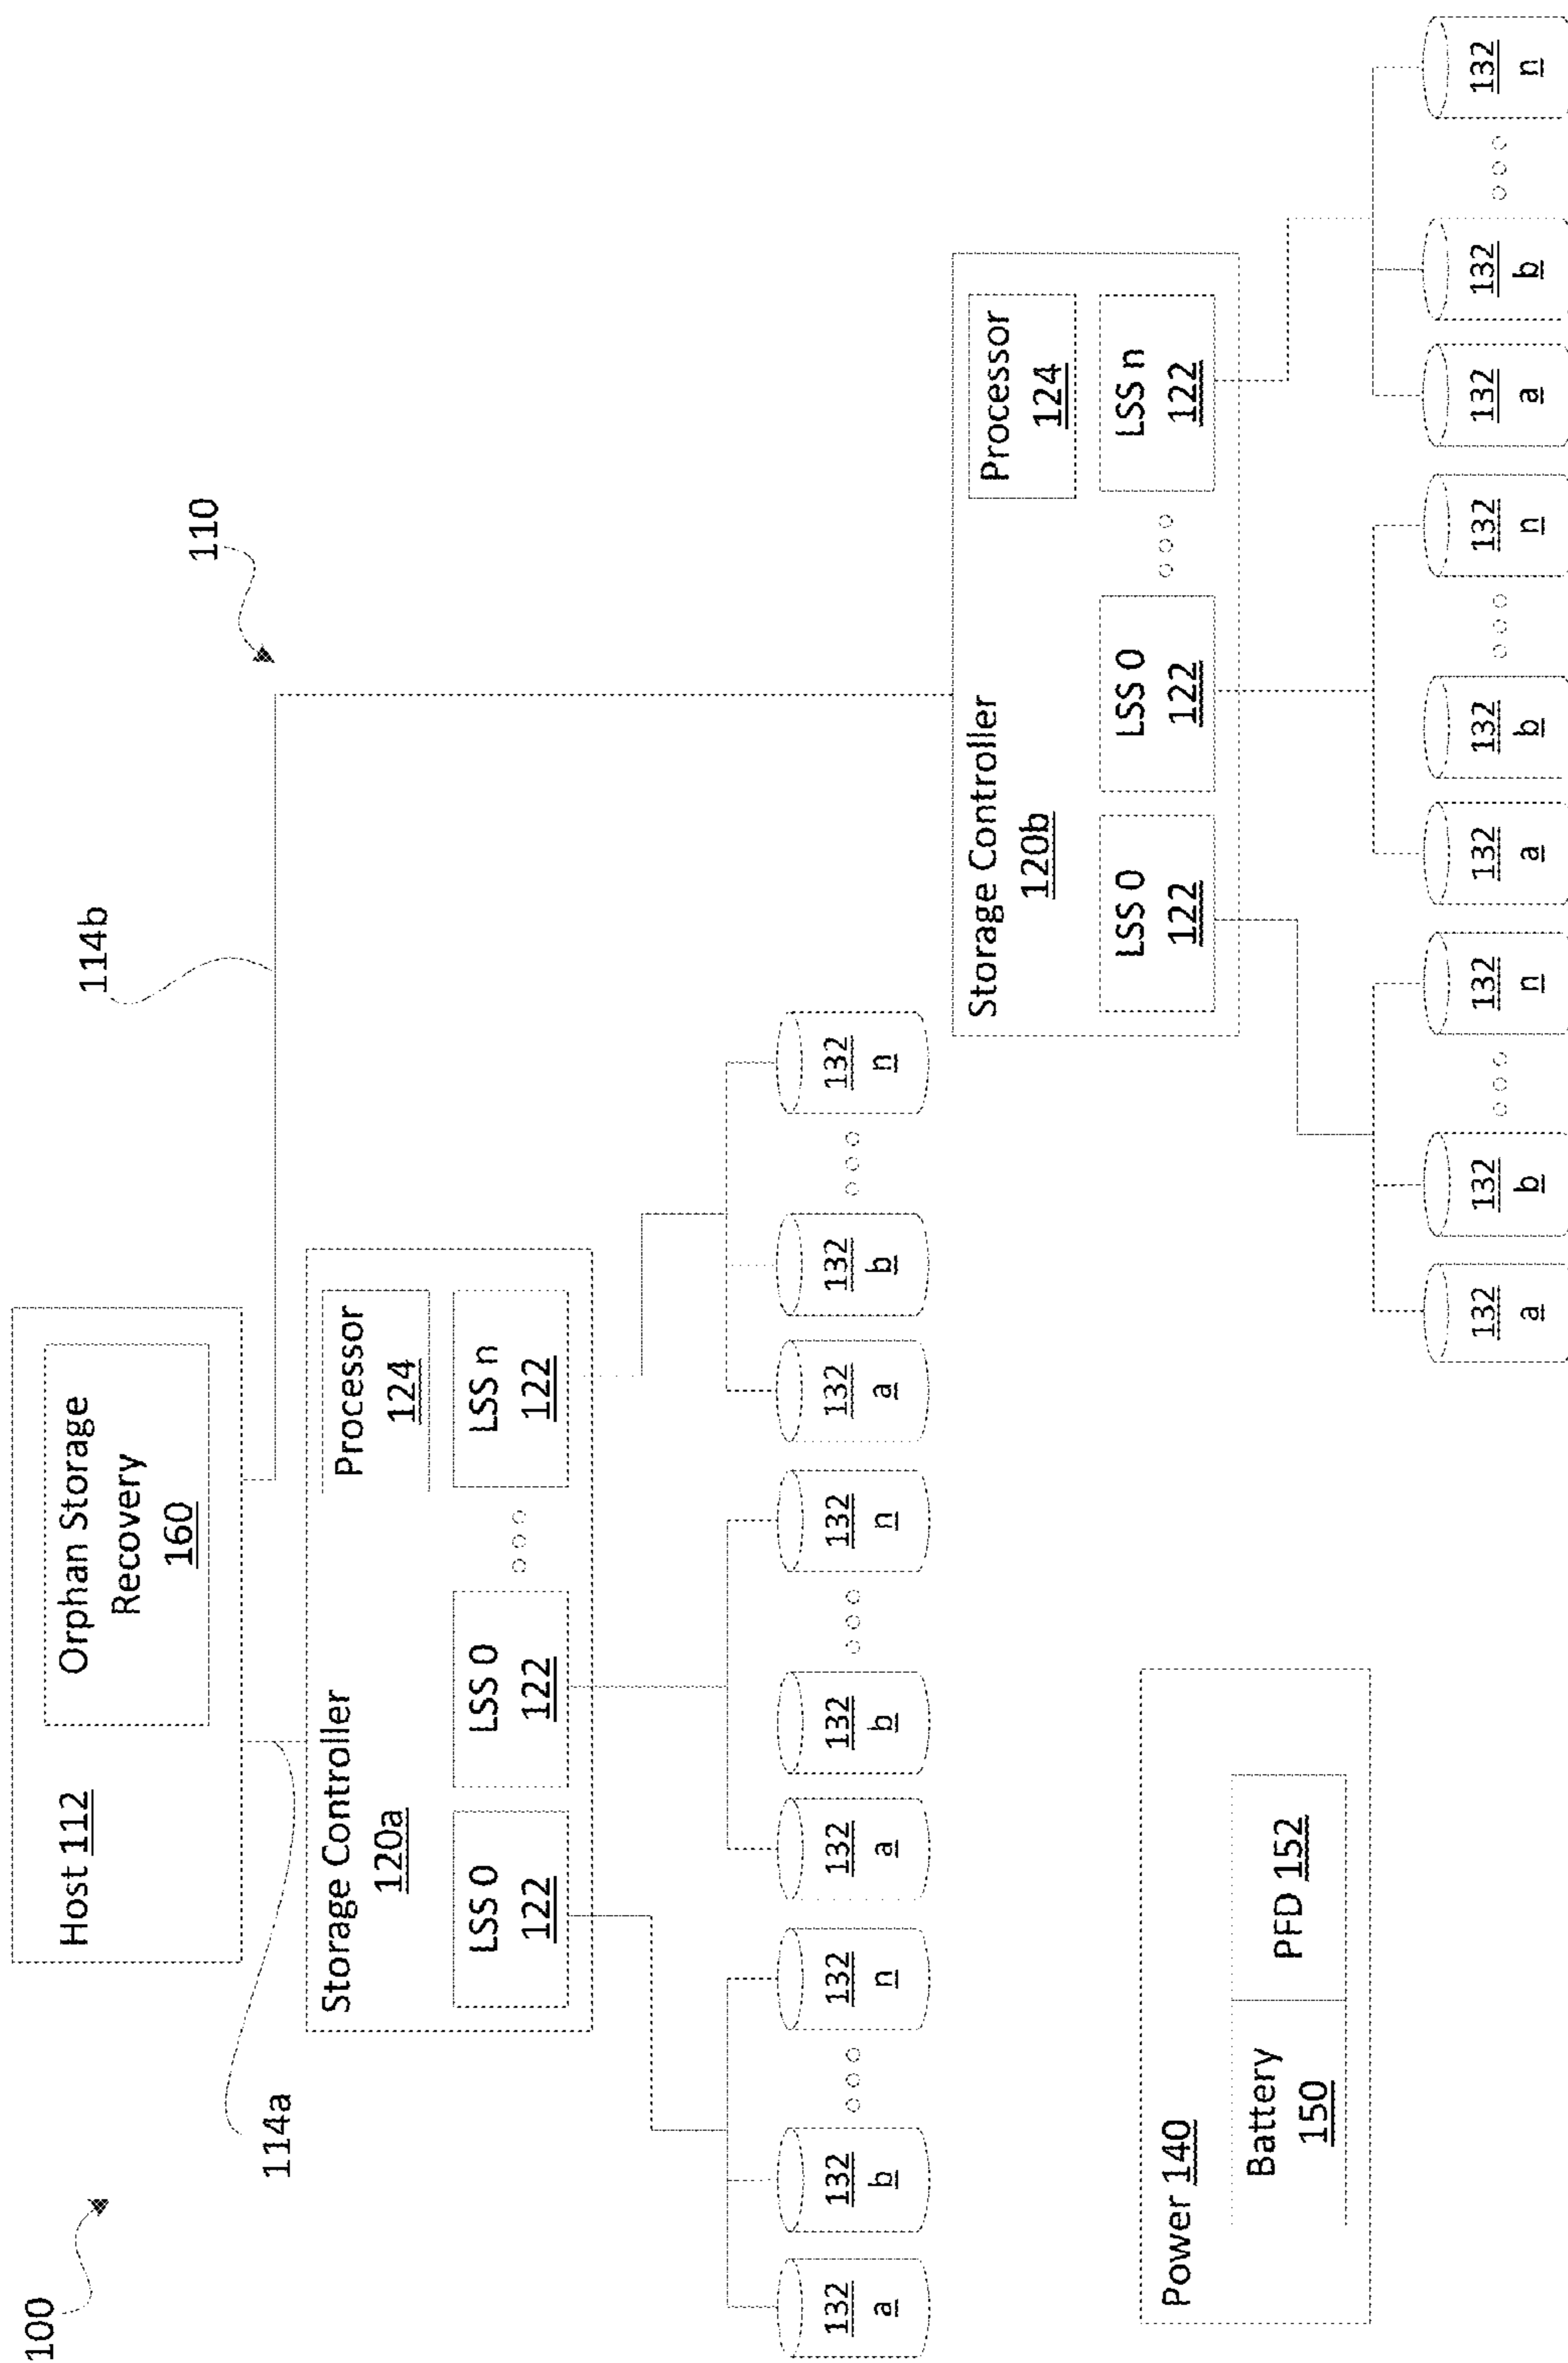 100
110
Host 112
Orphan Storage
Recovery
160
114a
114b
Storage Controller
120a
Processor
124
LSS 0
122
LSS 0
122
LSS n
122
132
a
132
b
132
n
132
a
132
b
132
n
132
a
132
b
132
n
Storage Controller
120b
Processor
124
LSS 0
122
LSS 0
122
LSS n
122
132
a
132
b
132
n
132
a
132
b
132
n
132
a
132
b
132
n
Power 140
Battery
150
PFD 152